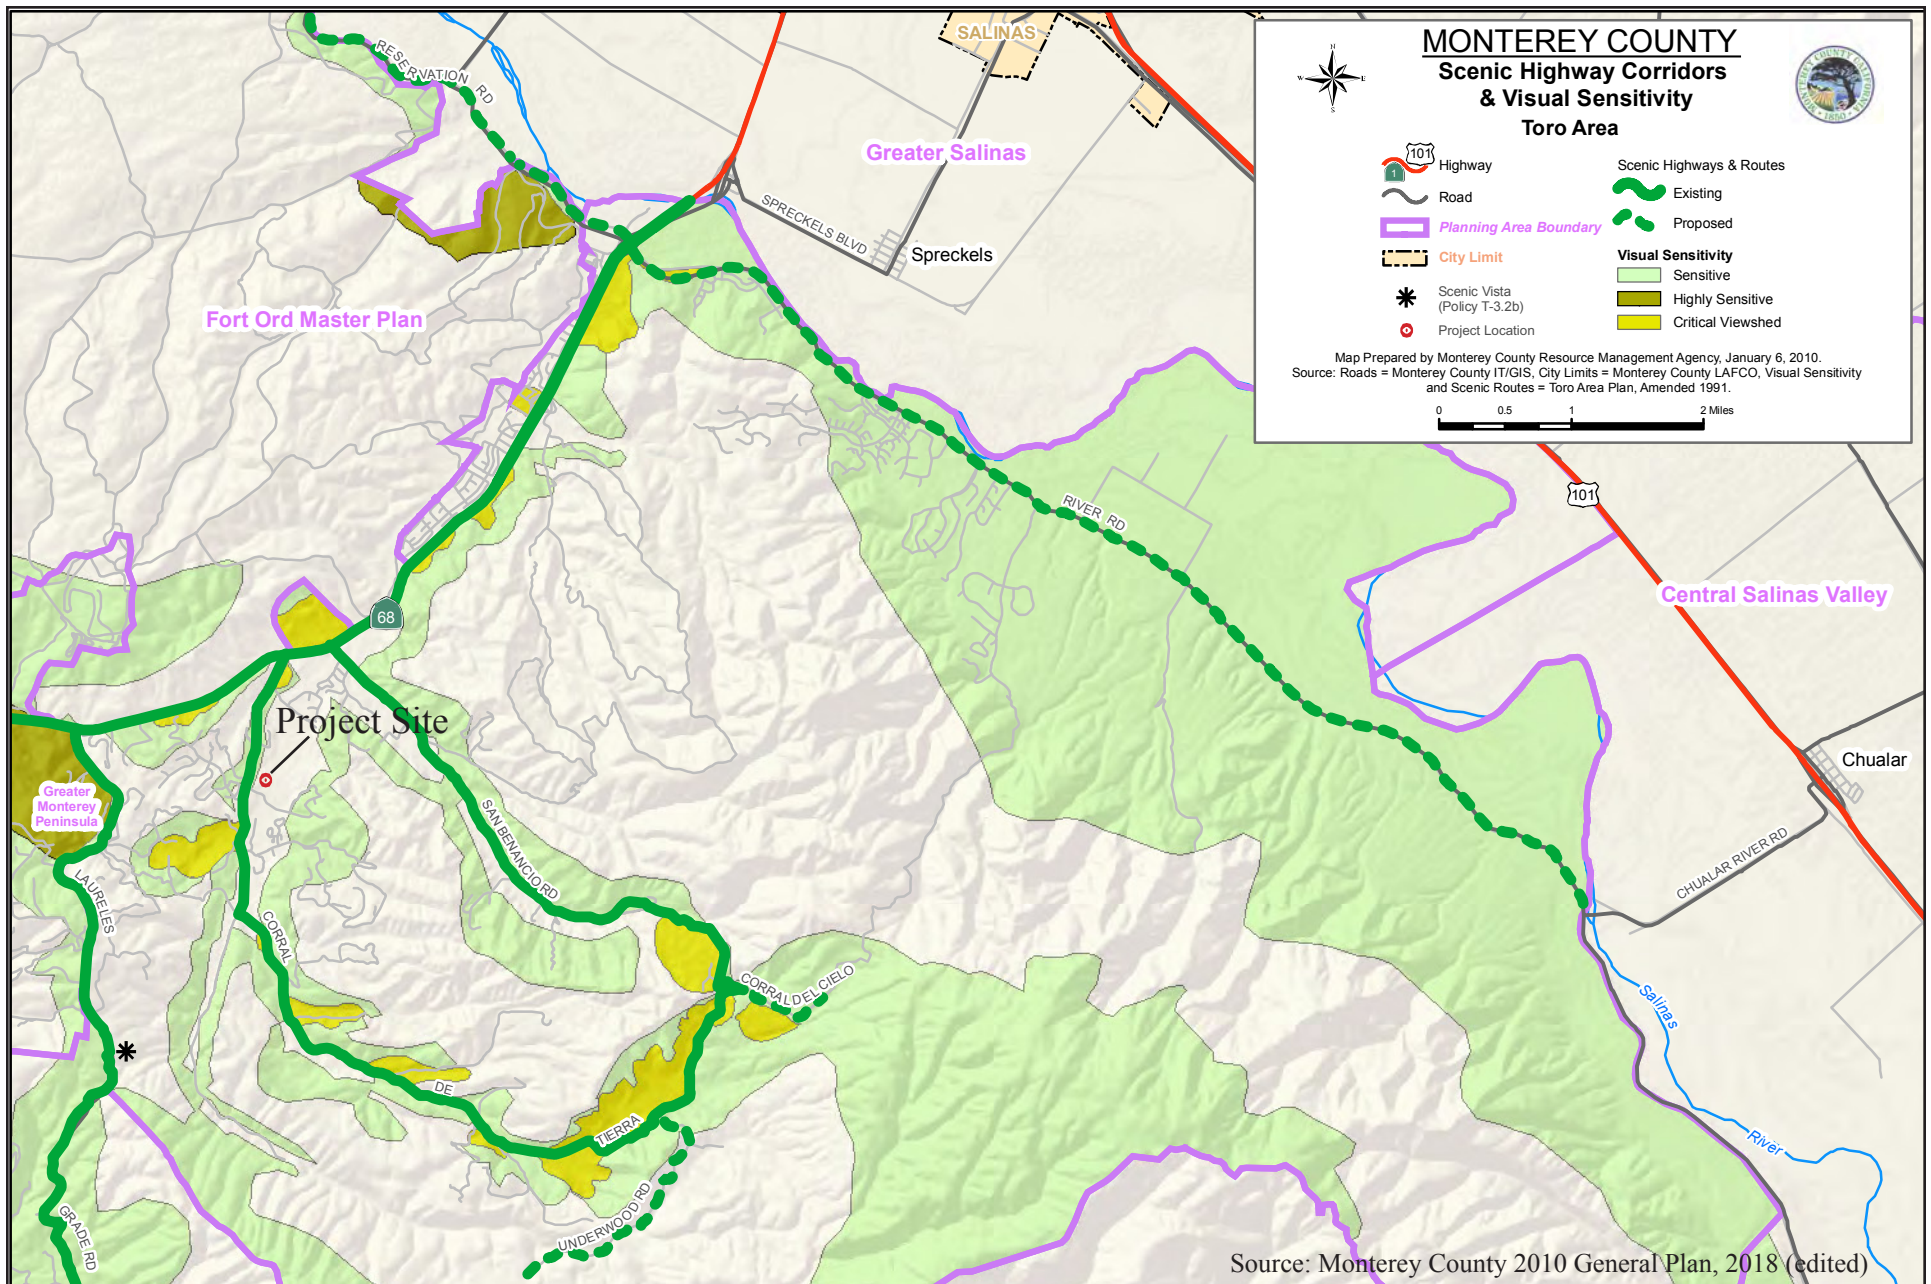 MONTEREY COUNTY
Scenic Highway Corridors
& Visual Sensitivity
Toro Area
N
W E
S
MONTEREY COUNTY CALIFORNIA
1850
101
1
Highway
Road
Planning Area Boundary
City Limit
Scenic Vista
(Policy T-3.2b)
Project Location
Scenic Highways & Routes
Existing
Proposed
Visual Sensitivity
Sensitive
Highly Sensitive
Critical Viewshed
Map Prepared by Monterey County Resource Management Agency, January 6, 2010.
Source: Roads = Monterey County IT/GIS, City Limits = Monterey County LAFCO, Visual Sensitivity
and Scenic Routes = Toro Area Plan, Amended 1991.
0 0.5 1 2 Miles
SALINAS
RESERVATION RD
Greater Salinas
SPRECKELS BLVD
Spreckels
Fort Ord Master Plan
RIVER RD
101
Central Salinas Valley
68
Project Site
Chualar
Greater
Monterey
Peninsula
SAN BENANCIO RD
CHUALAR RIVER RD
LAURELES
CORRAL
CORRAL DEL CIELO
Salinas
DE
TIERRA
River
UNDERWOOD RD
GRADE RD
Source: Monterey County 2010 General Plan, 2018 (edited)